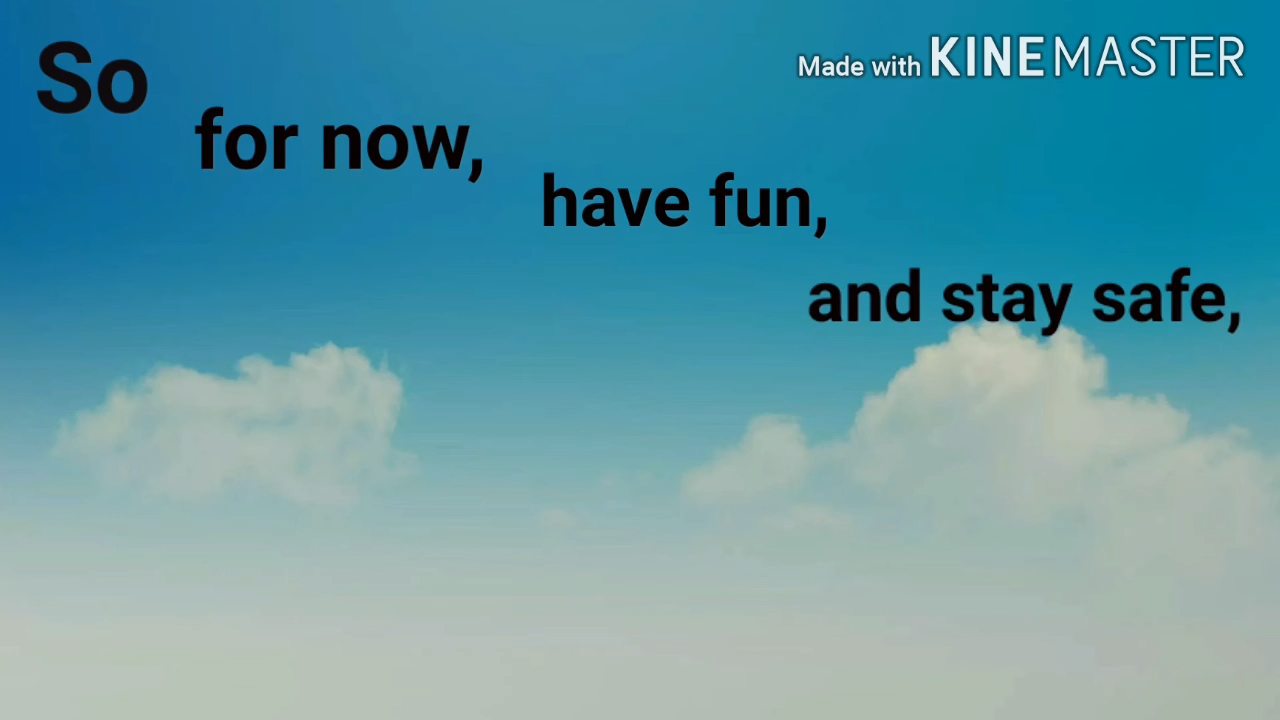 So
Made with KINEMASTER
for now,
have fun,
and stay safe,